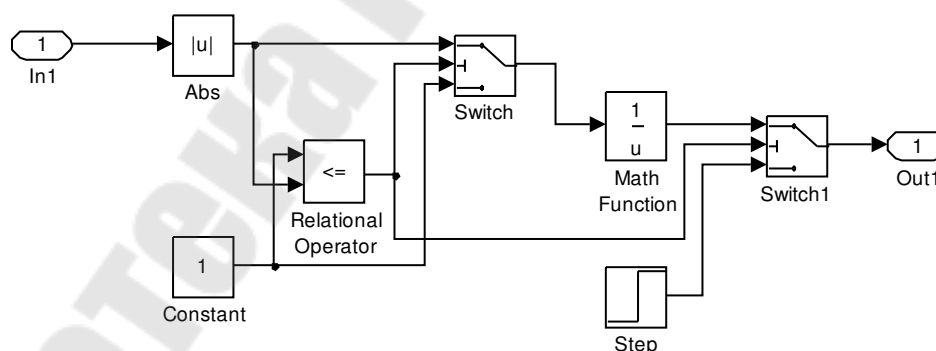 1
In1
|u|
Abs
Switch
<=
Relational
Operator
1
Constant
1
u
Math
Function
Switch1
1
Out1
Step